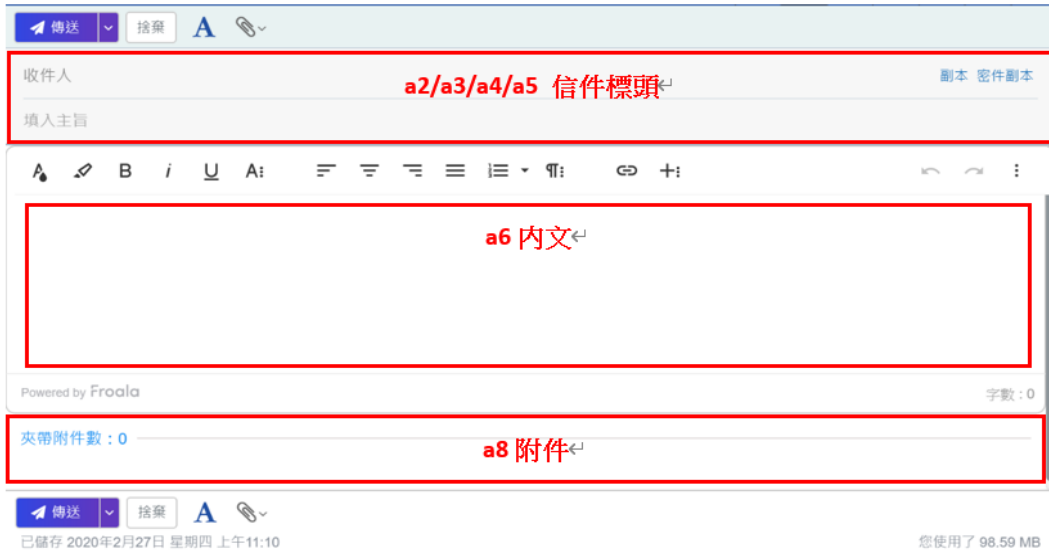 傳送 捨棄 A
收件人 副本 密件副本
a2/a3/a4/a5 信件標頭↵
填入主旨
A B i U A
a6 內文↵
Powered by Froala 字數：0
夾帶附件數：0
a8 附件↵
傳送 捨棄 A
已儲存 2020年2月27日 星期四 上午11:10 您使用了 98.59 MB